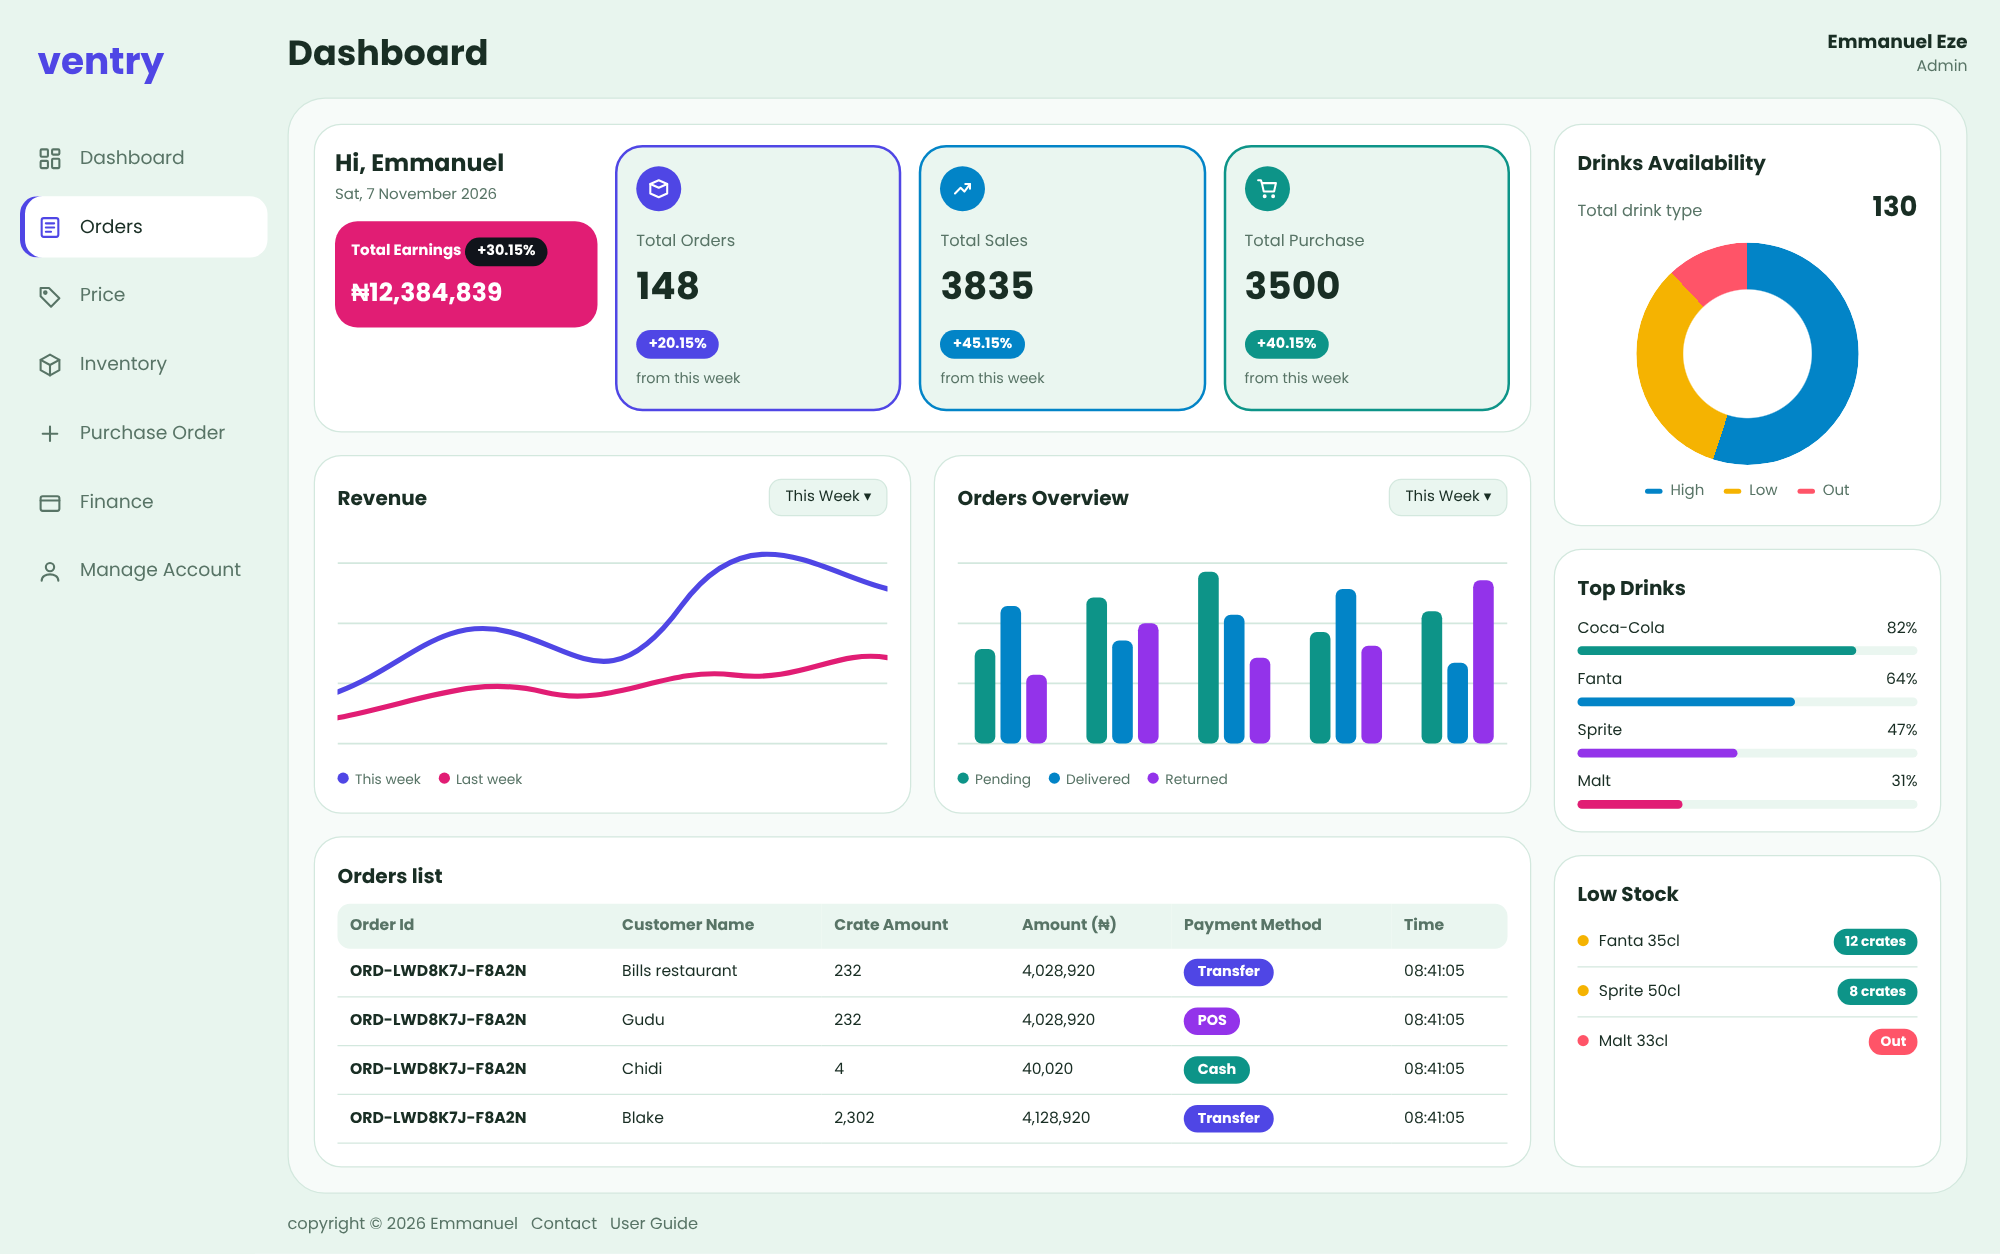 ventry
Dashboard
Emmanuel Eze
Admin
Dashboard
Orders
Price
Inventory
Purchase Order
Finance
Manage Account
Hi, Emmanuel
Sat, 7 November 2026
Total Earnings +30.15%
₦12,384,839
Total Orders
148
+20.15%
from this week
Total Sales
3835
+45.15%
from this week
Total Purchase
3500
+40.15%
from this week
Drinks Availability
Total drink type 130
High Low Out
Revenue This Week ▾
This week Last week
Orders Overview This Week ▾
Pending Delivered Returned
Top Drinks
Coca-Cola 82%
Fanta 64%
Sprite 47%
Malt 31%
Orders list
Order Id Customer Name Crate Amount Amount (₦) Payment Method Time
ORD-LWD8K7J-F8A2N Bills restaurant 232 4,028,920 Transfer 08:41:05
ORD-LWD8K7J-F8A2N Gudu 232 4,028,920 POS 08:41:05
ORD-LWD8K7J-F8A2N Chidi 4 40,020 Cash 08:41:05
ORD-LWD8K7J-F8A2N Blake 2,302 4,128,920 Transfer 08:41:05
Low Stock
Fanta 35cl 12 crates
Sprite 50cl 8 crates
Malt 33cl Out
copyright © 2026 Emmanuel Contact User Guide